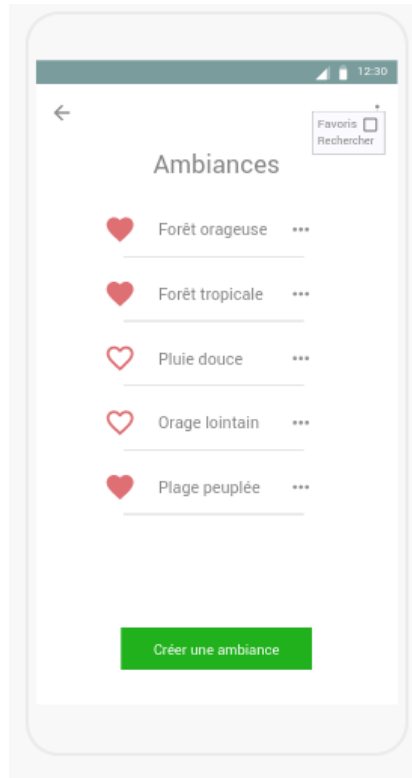 12:30
Favoris
Rechercher
Ambiances
Forêt orageuse
Forêt tropicale
Pluie douce
Orage lointain
Plage peuplée
Créer une ambiance